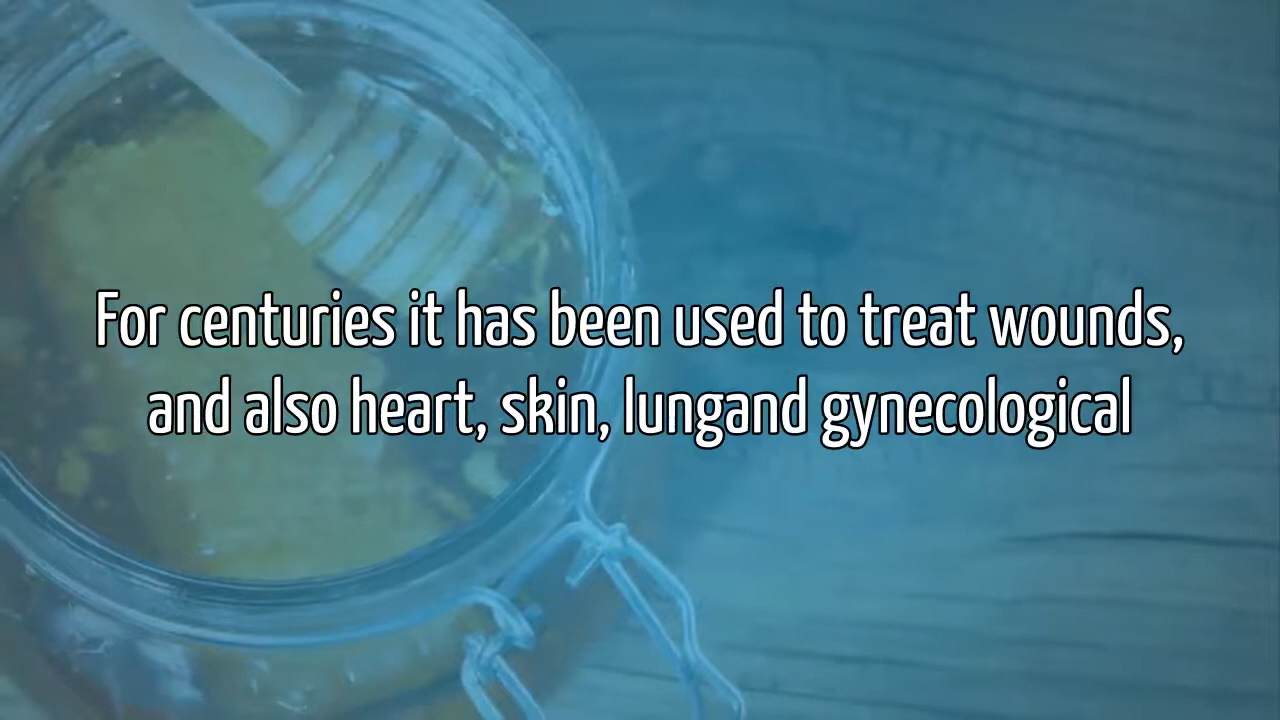 For centuries it has been used to treat wounds,
and also heart, skin, lungand gynecological